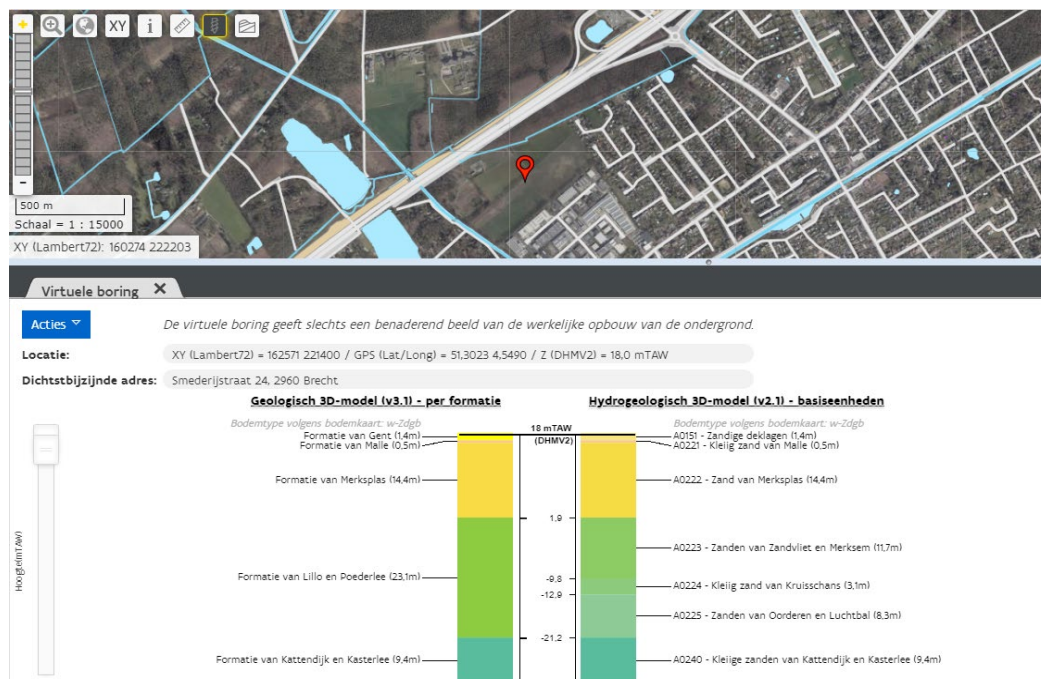 XY
i
500 m
Schaal = 1 : 15000
XY (Lambert72): 160274 222203
Virtuele boring ✕
Acties
De virtuele boring geeft slechts een benaderend beeld van de werkelijke opbouw van de ondergrond.
Locatie: XY (Lambert72) = 162571 221400 / GPS (Lat/Long) = 51,3023 4,5490 / Z (DHMV2) = 18,0 mTAW
Dichtstbijzijnde adres: Smederijstraat 24, 2960 Brecht
Geologisch 3D-model (v3.1) - per formatie
Hydrogeologisch 3D-model (v2.1) - basiseenheden
Bodemtype volgens bodemkaart: w-Zdgb
Formatie van Gent (1,4m)
Formatie van Malle (0,5m)
Formatie van Merksplas (14,4m)
Formatie van Lillo en Poederlee (23,1m)
Formatie van Kattendijk en Kasterlee (9,4m)
18 mTAW
(DHMV2)
1,9
-9,8
-12,9
-21,2
Bodemtype volgens bodemkaart: w-Zdgb
A0151 - Zandige deklagen (1,4m)
A0221 - Kleiig zand van Malle (0,5m)
A0222 - Zand van Merksplas (14,4m)
A0223 - Zanden van Zandvliet en Merksem (11,7m)
A0224 - Kleiig zand van Kruisschans (3,1m)
A0225 - Zanden van Oorderen en Luchtbal (8,3m)
A0240 - Kleiige zanden van Kattendijk en Kasterlee (9,4m)
Hoogte(mTAW)